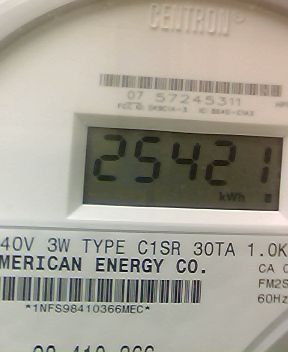 CENTRON®
07 57245311
25421
kWh
40V 3W TYPE C1SR 30TA 1.0K
MERICAN ENERGY CO.
CA
FM2S
60Hz
*1NFS98410366MEC*